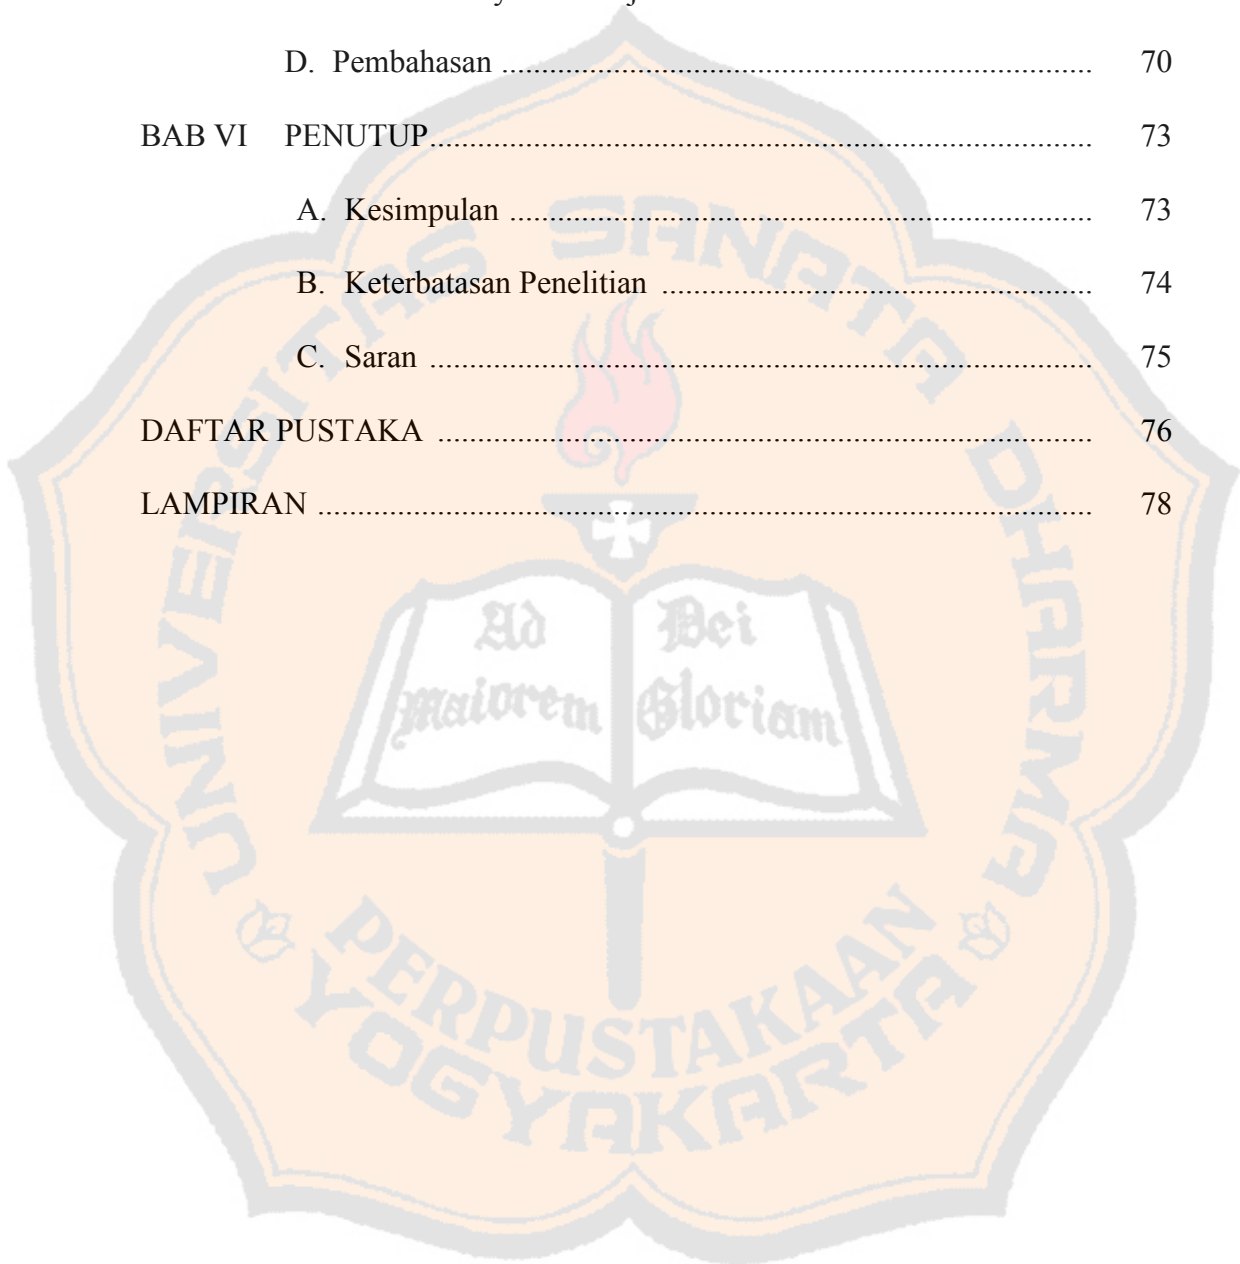 D. Pembahasan ......................................................................... 70
BAB VI PENUTUP................................................................................. 73
A. Kesimpulan ........................................................................ 73
B. Keterbatasan Penelitian ..................................................... 74
C. Saran .................................................................................. 75
DAFTAR PUSTAKA ................................................................................. 76
LAMPIRAN ................................................................................................ 78
UNIVERSITAS SANATA DHARMA
Ad Maiorem
Dei Gloriam
PERPUSTAKAAN
YOGYAKARTA